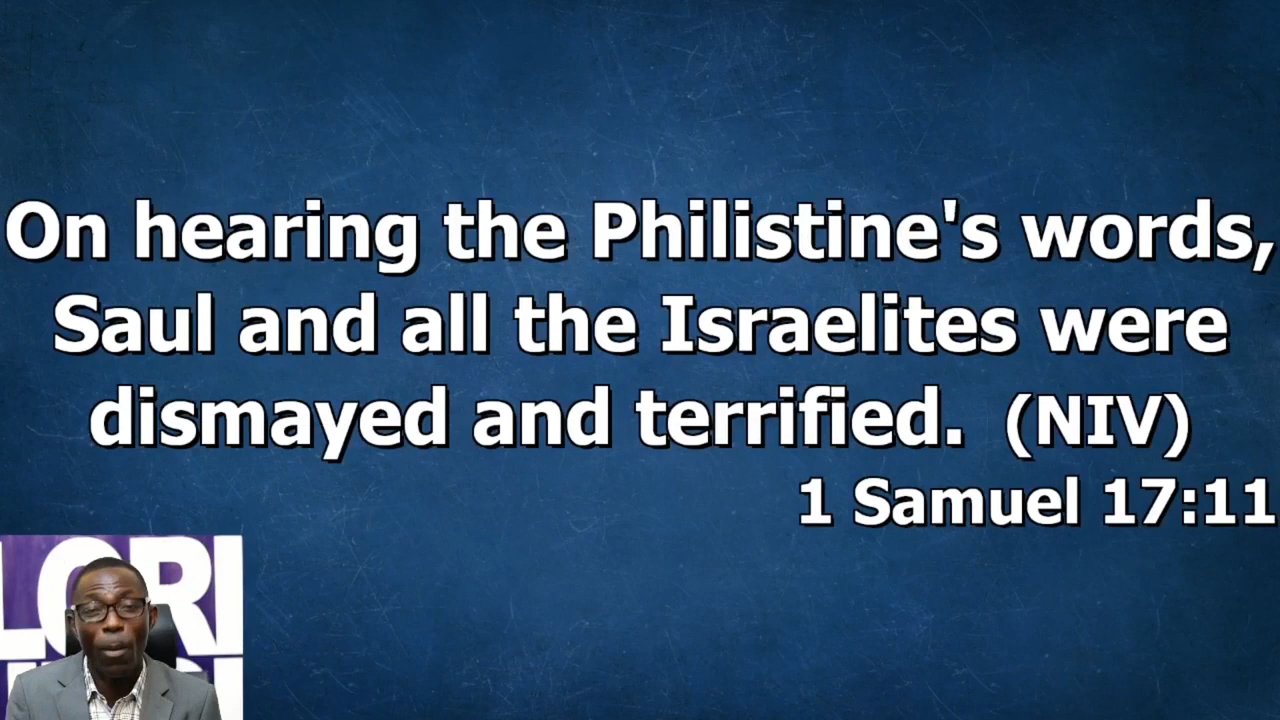 On hearing the Philistine's words,
Saul and all the Israelites were
dismayed and terrified. (NIV)
1 Samuel 17:11
LORI